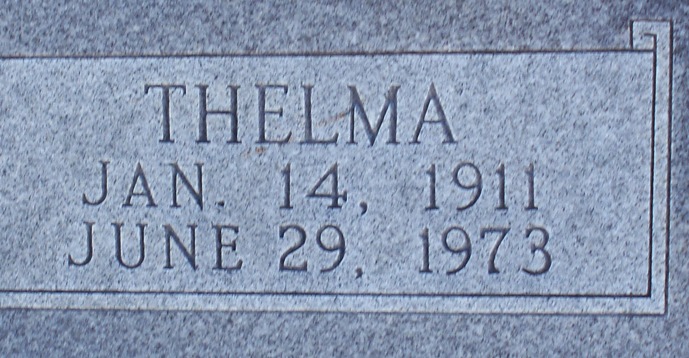 THELMA
JAN. 14, 1911
JUNE 29, 1973